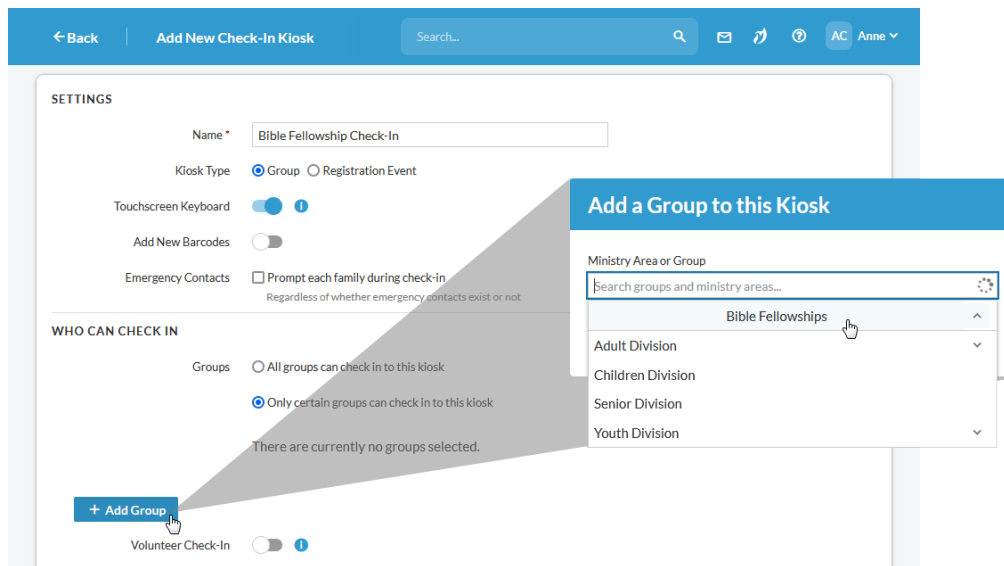 Back
Add New Check-In Kiosk
Search...
AC
Anne
SETTINGS
Name *
Bible Fellowship Check-In
Kiosk Type
Group
Registration Event
Touchscreen Keyboard
Add New Barcodes
Emergency Contacts
Prompt each family during check-in
Regardless of whether emergency contacts exist or not
WHO CAN CHECK IN
Groups
All groups can check in to this kiosk
Only certain groups can check in to this kiosk
There are currently no groups selected.
+ Add Group
Volunteer Check-In
Add a Group to this Kiosk
Ministry Area or Group
Search groups and ministry areas...
Bible Fellowships
Adult Division
Children Division
Senior Division
Youth Division